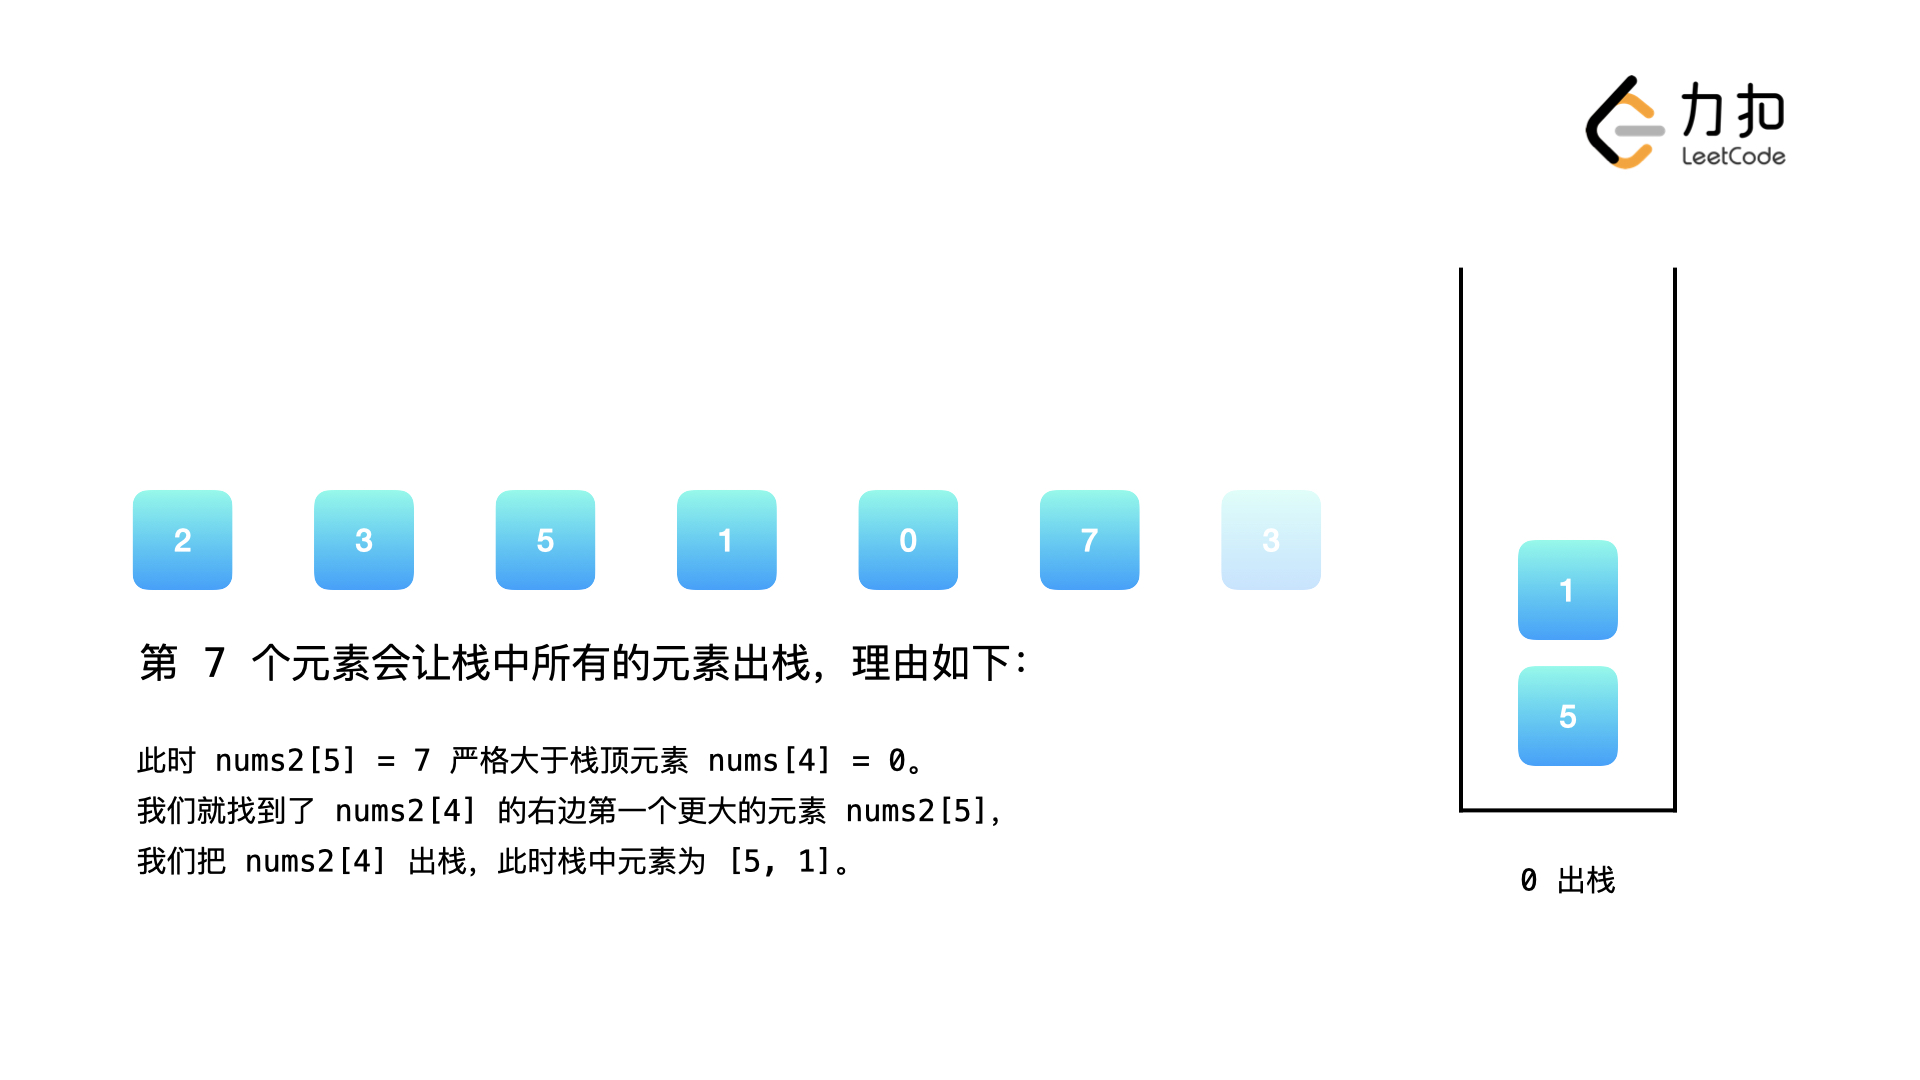 力扣
LeetCode
2 3 5 1 0 7 3
1
5
第 7 个元素会让栈中所有的元素出栈，理由如下：
此时 nums2[5] = 7 严格大于栈顶元素 nums[4] = 0。
我们就找到了 nums2[4] 的右边第一个更大的元素 nums2[5]，
我们把 nums2[4] 出栈，此时栈中元素为 [5, 1]。
0 出栈